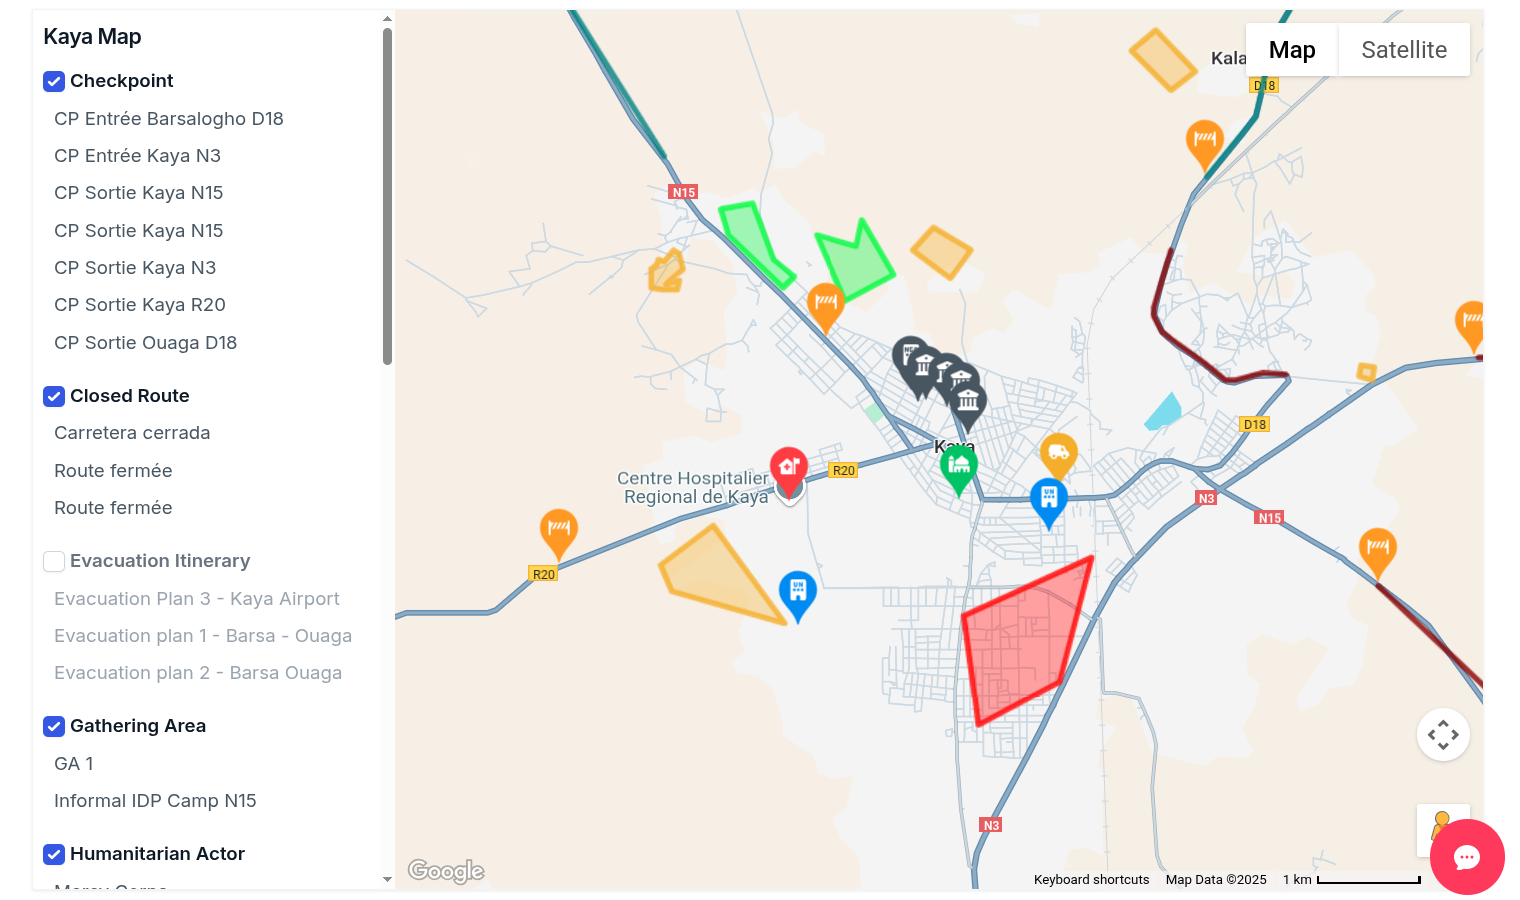 Kaya Map
Checkpoint
CP Entrée Barsalogho D18
CP Entrée Kaya N3
CP Sortie Kaya N15
CP Sortie Kaya N15
CP Sortie Kaya N3
CP Sortie Kaya R20
CP Sortie Ouaga D18
Closed Route
Carretera cerrada
Route fermée
Route fermée
Evacuation Itinerary
Evacuation Plan 3 - Kaya Airport
Evacuation plan 1 - Barsa - Ouaga
Evacuation plan 2 - Barsa Ouaga
Gathering Area
GA 1
Informal IDP Camp N15
Humanitarian Actor
Mercy Corps
Map
Satellite
Kala
D18
N15
D18
Kaya
R20
Centre Hospitalier
Regional de Kaya
UN
N3
N15
R20
UN
N3
Google
Keyboard shortcuts
Map Data ©2025
1 km